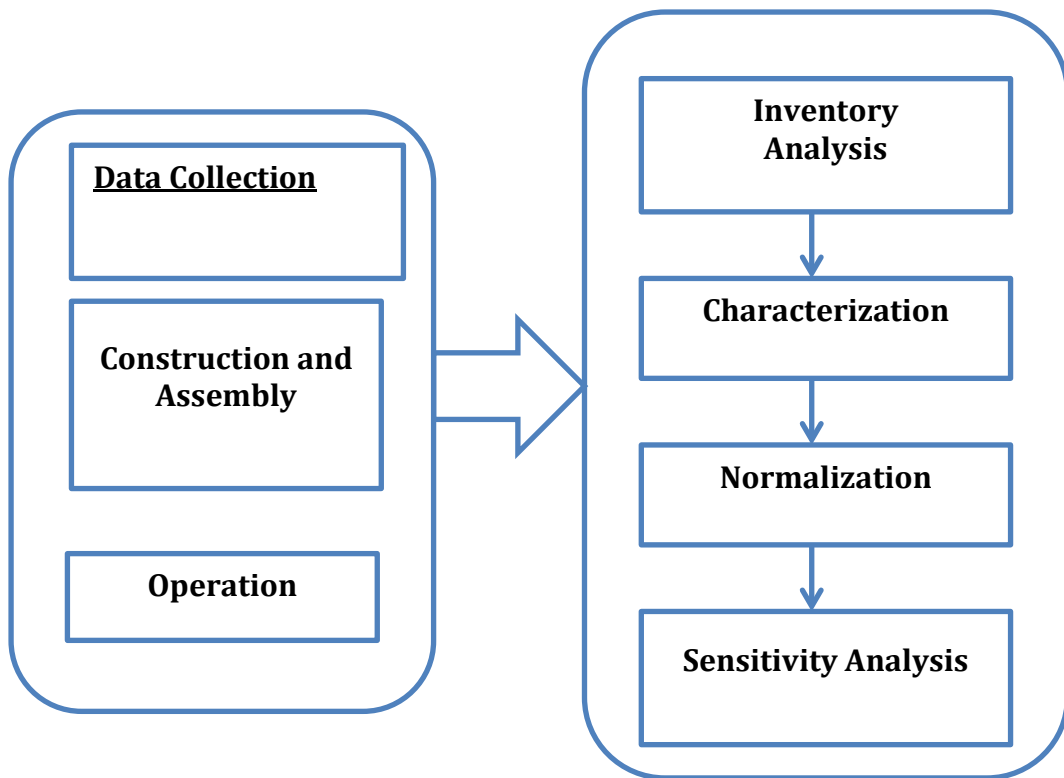 Data Collection
Construction and
Assembly
Operation
Inventory
Analysis
Characterization
Normalization
Sensitivity Analysis